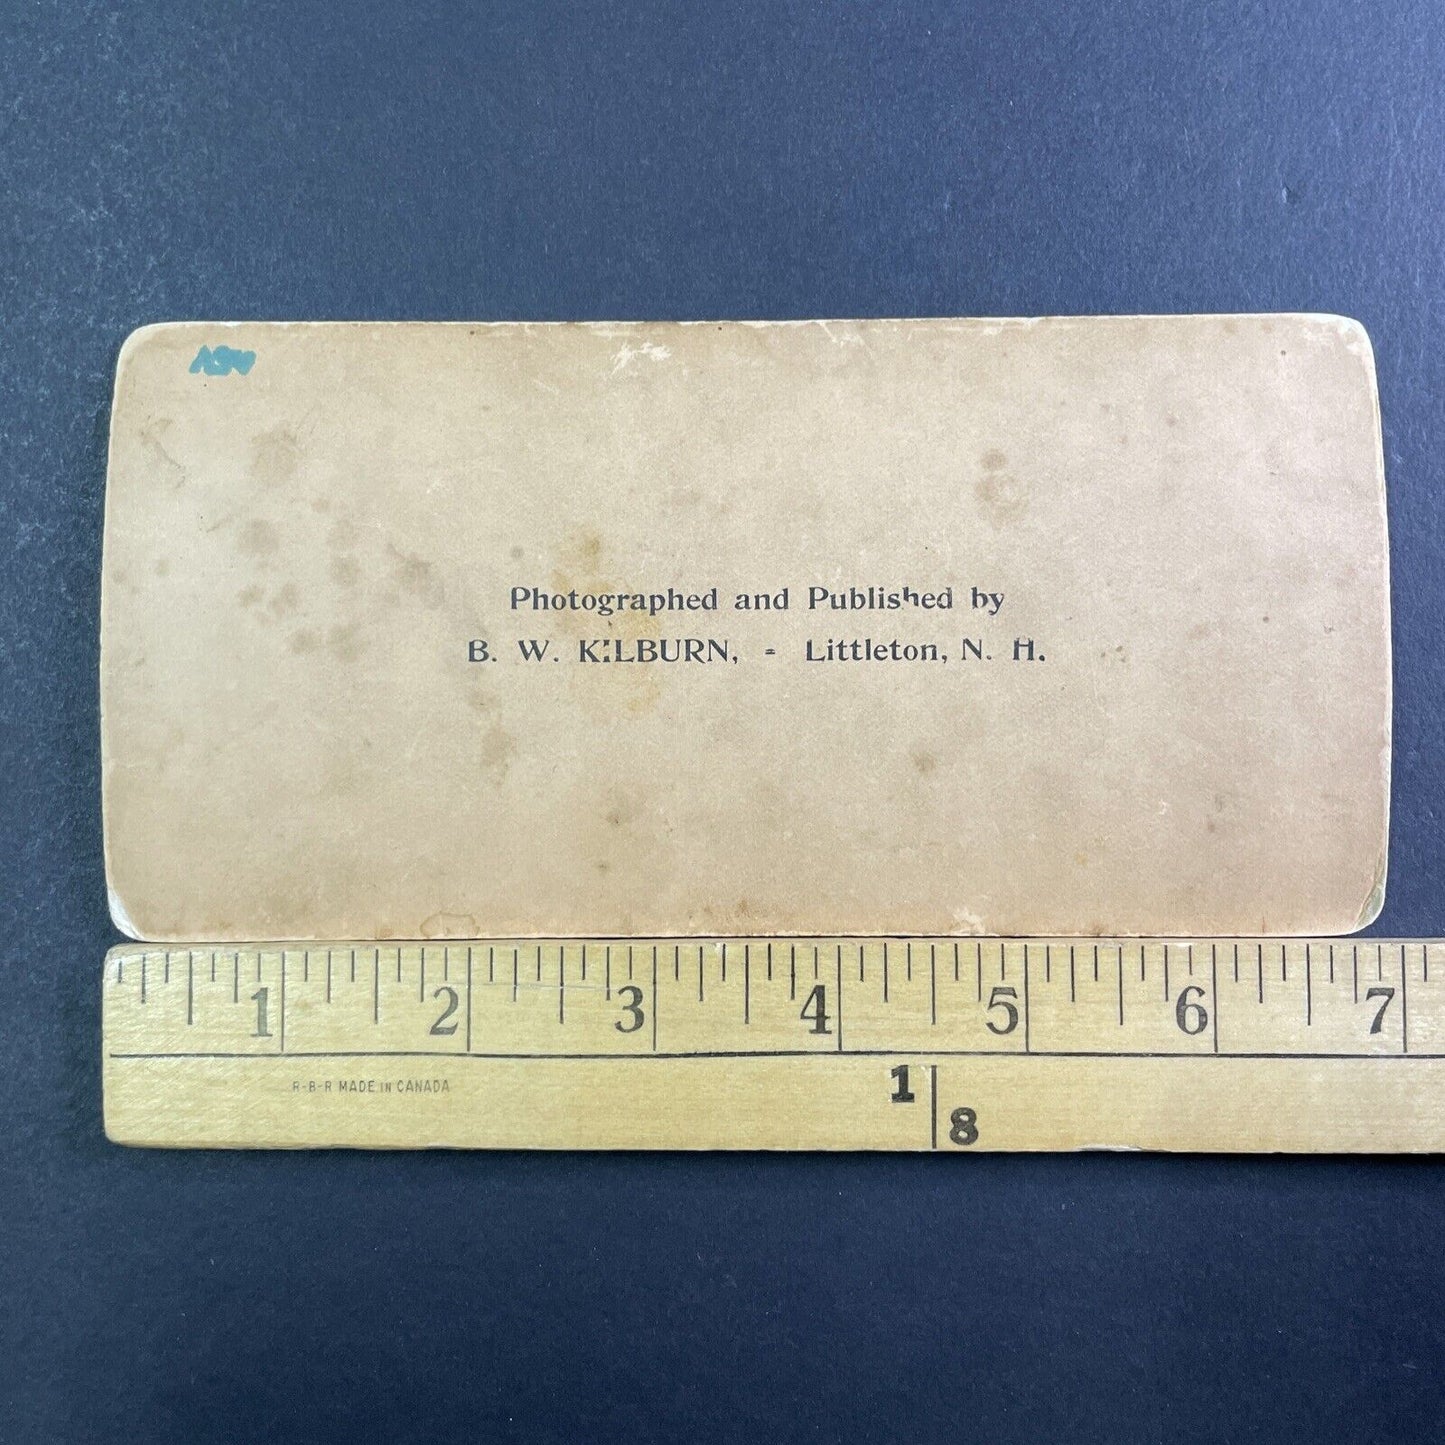 Photographed and Published by
B. W. KILBURN, - Littleton, N. H.
1 2 3 4 5 6 7
R-B-R MADE IN CANADA
1
8